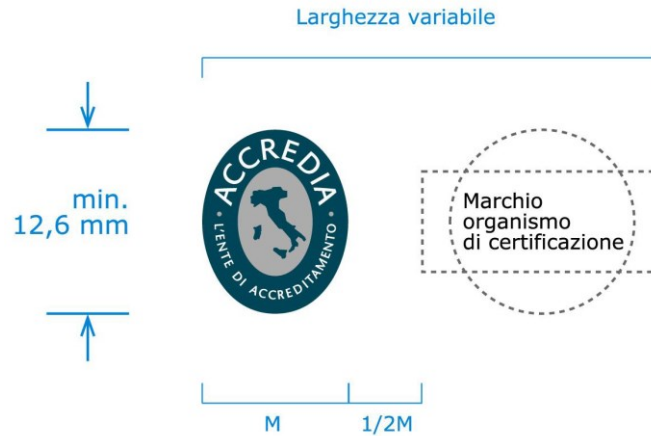 Larghezza variabile
min.
12,6 mm
ACCREDIA
· L'ENTE DI ACCREDITAMENTO ·
Marchio
organismo
di certificazione
M
1/2M